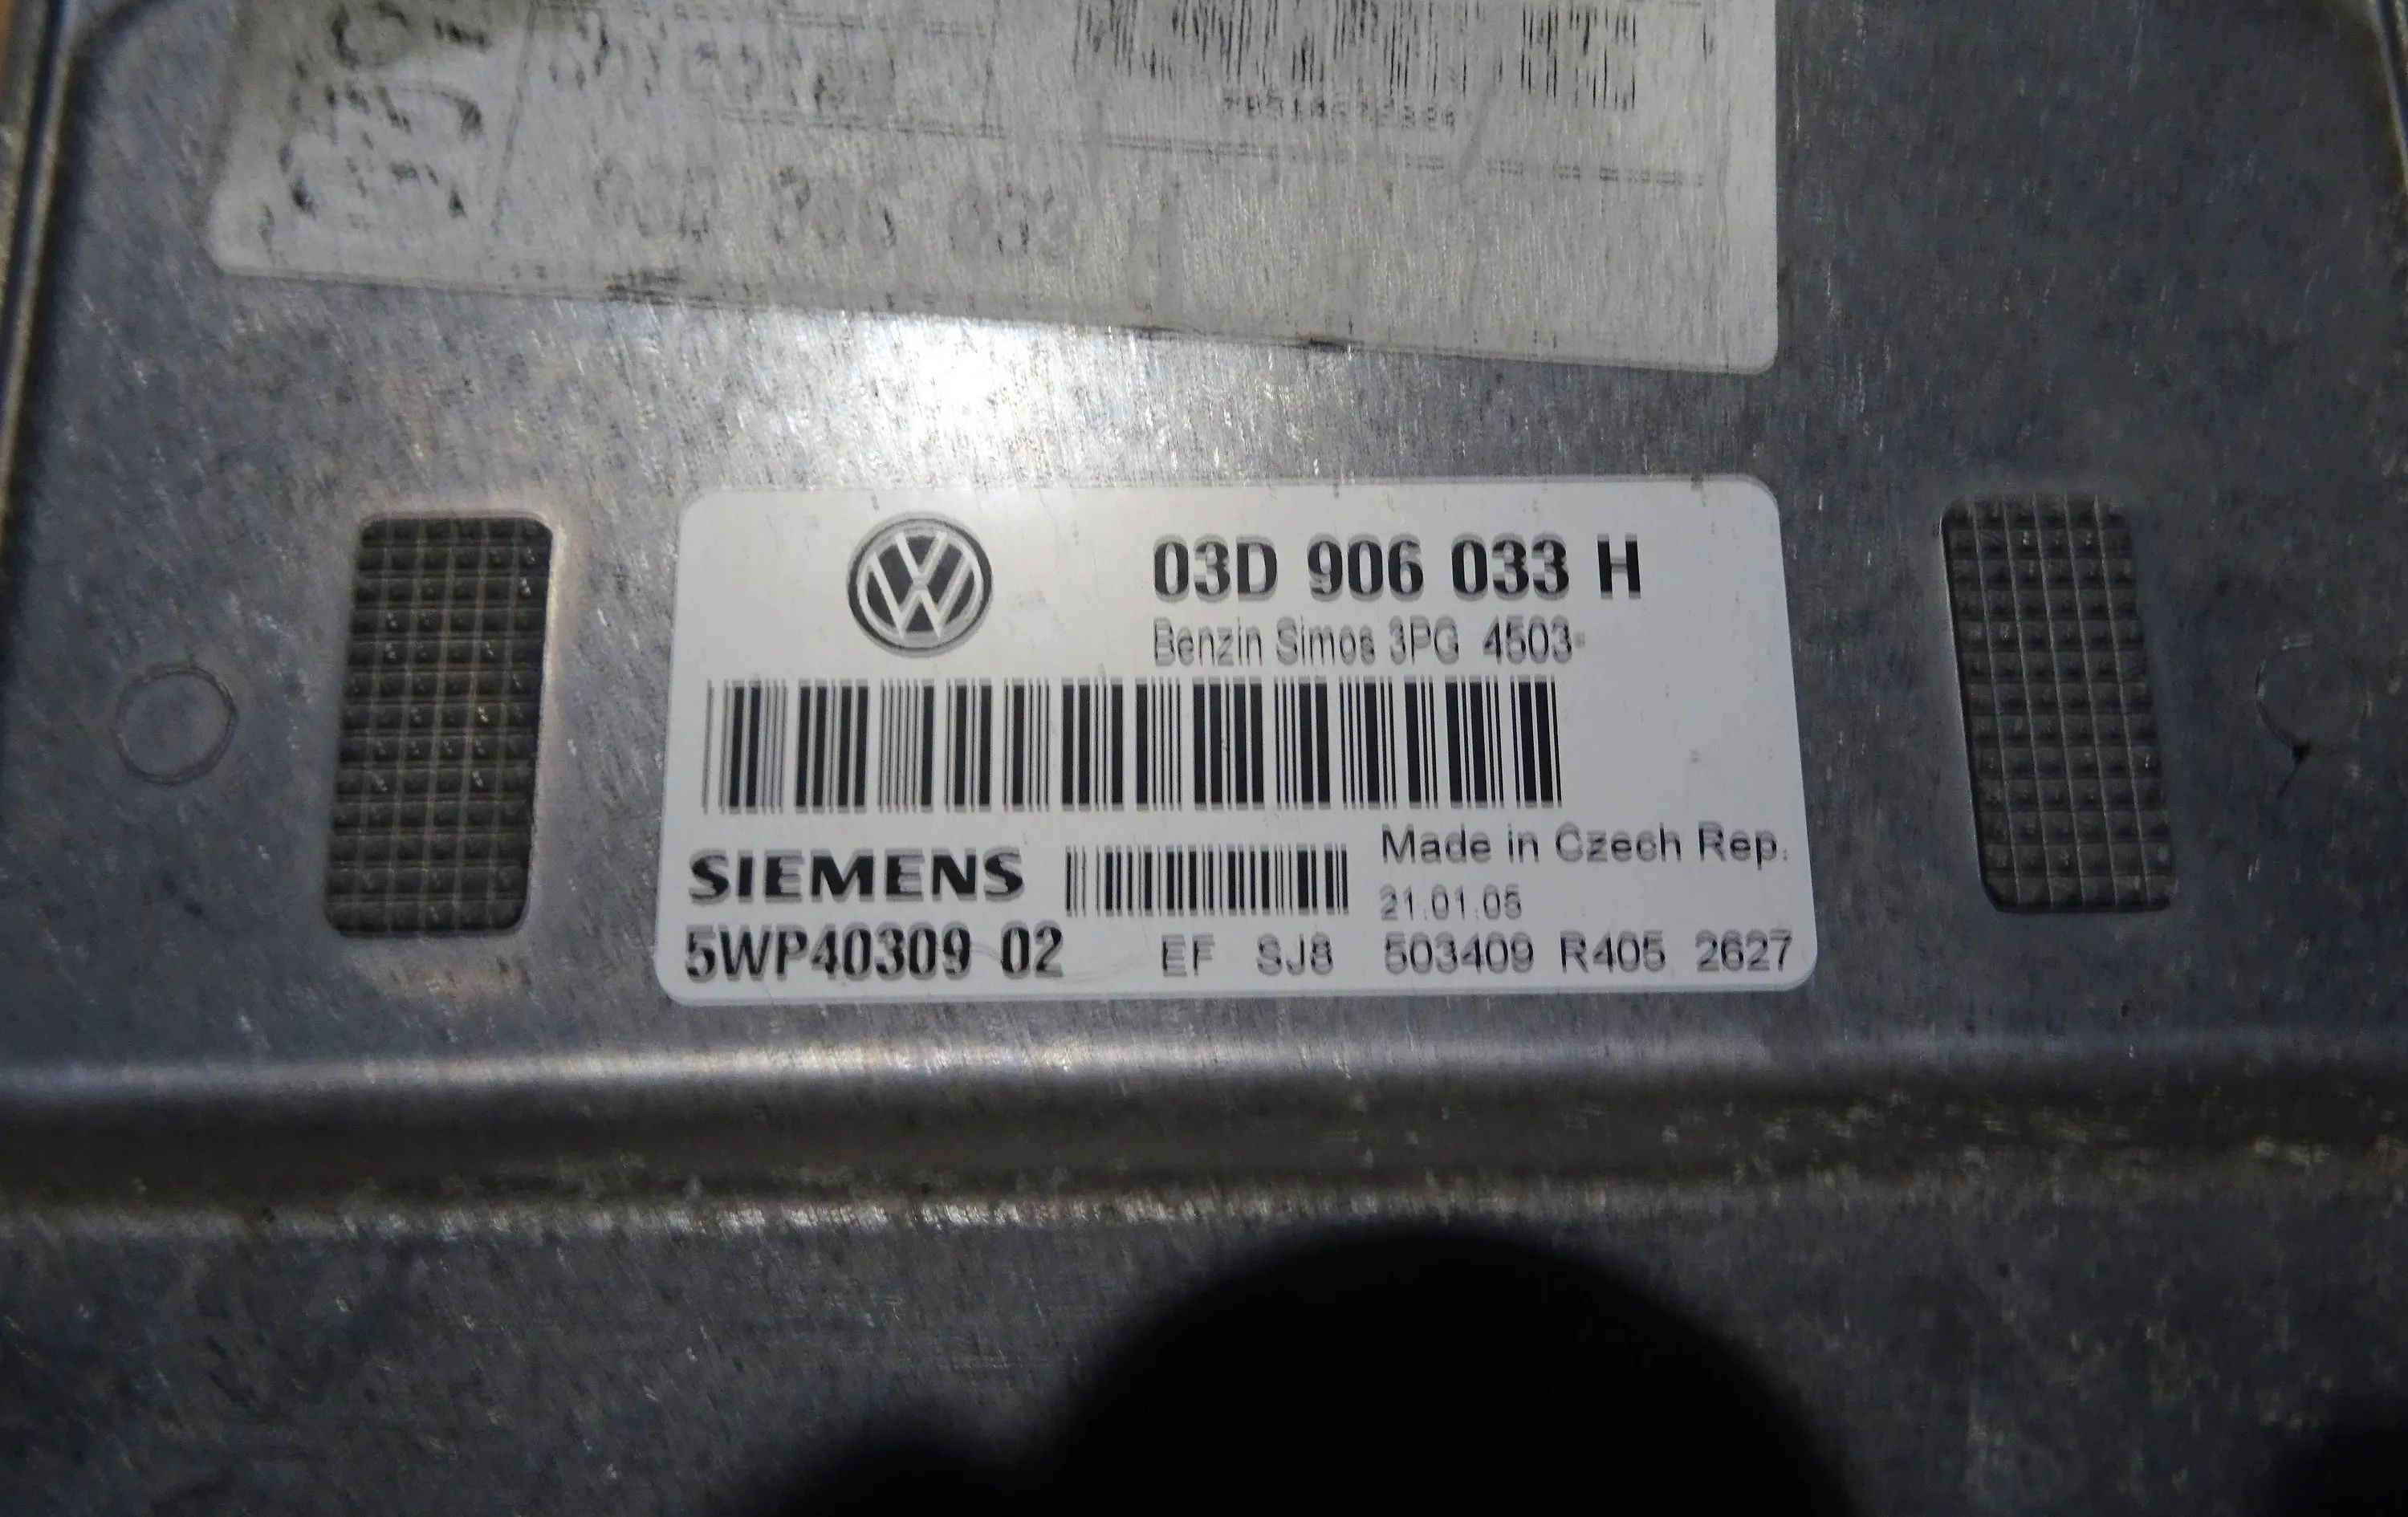 03D 906 033 H
Benzin Simos 3PG 4503-
SIEMENS
Made in Czech Rep.
21.01.05
5WP40309 02 EF SJ8 503409 R405 2627